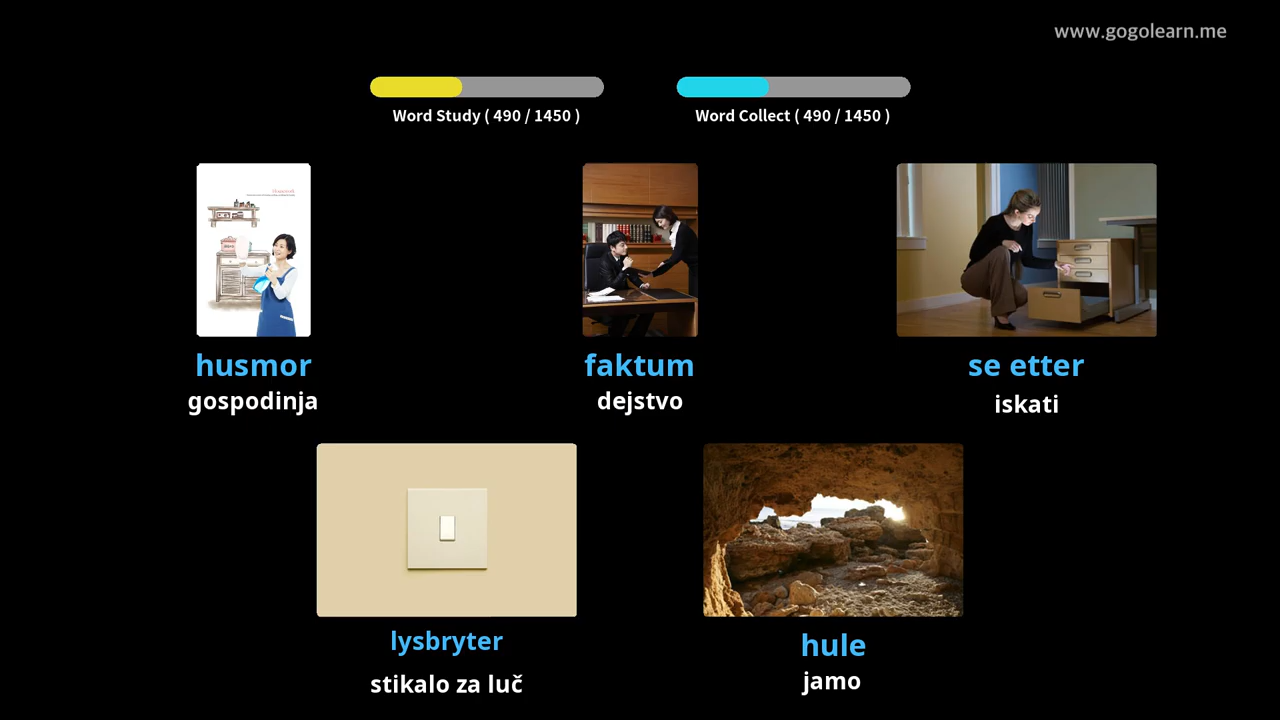 www.gogolearn.me
Word Study ( 490 / 1450 )
Word Collect ( 490 / 1450 )
husmor
gospodinja
faktum
dejstvo
se etter
iskati
lysbryter
stikalo za luč
hule
jamo